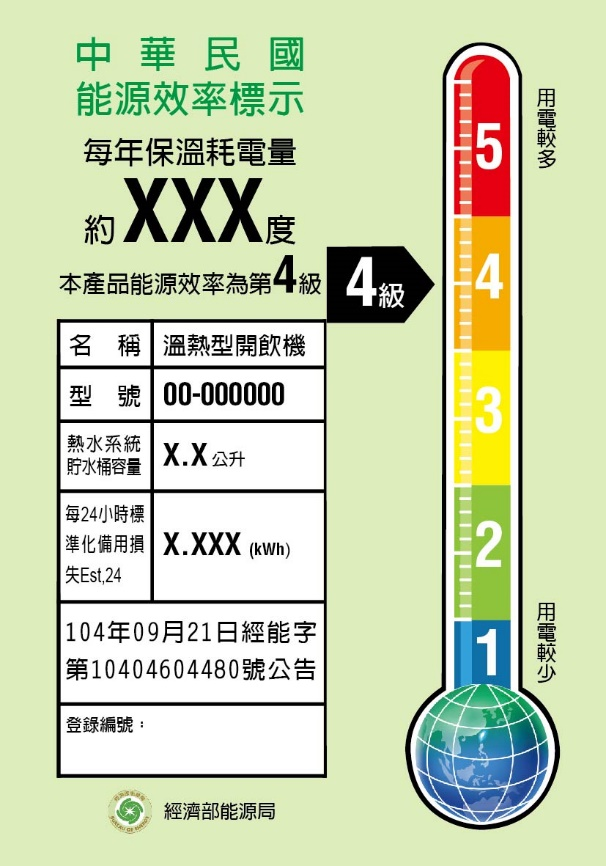 中華民國
能源效率標示
每年保溫耗電量
約XXX度
本產品能源效率為第4級
4級
名 稱 溫熱型開飲機
型 號 00-000000
熱水系統
貯水桶容量
X.X公升
每24小時標
準化備用損
失Est,24
X.XXX (kWh)
104年09月21日經能字
第10404604480號公告
登錄編號：
經濟部能源局
用電較多
5
4
3
2
1
用電較少